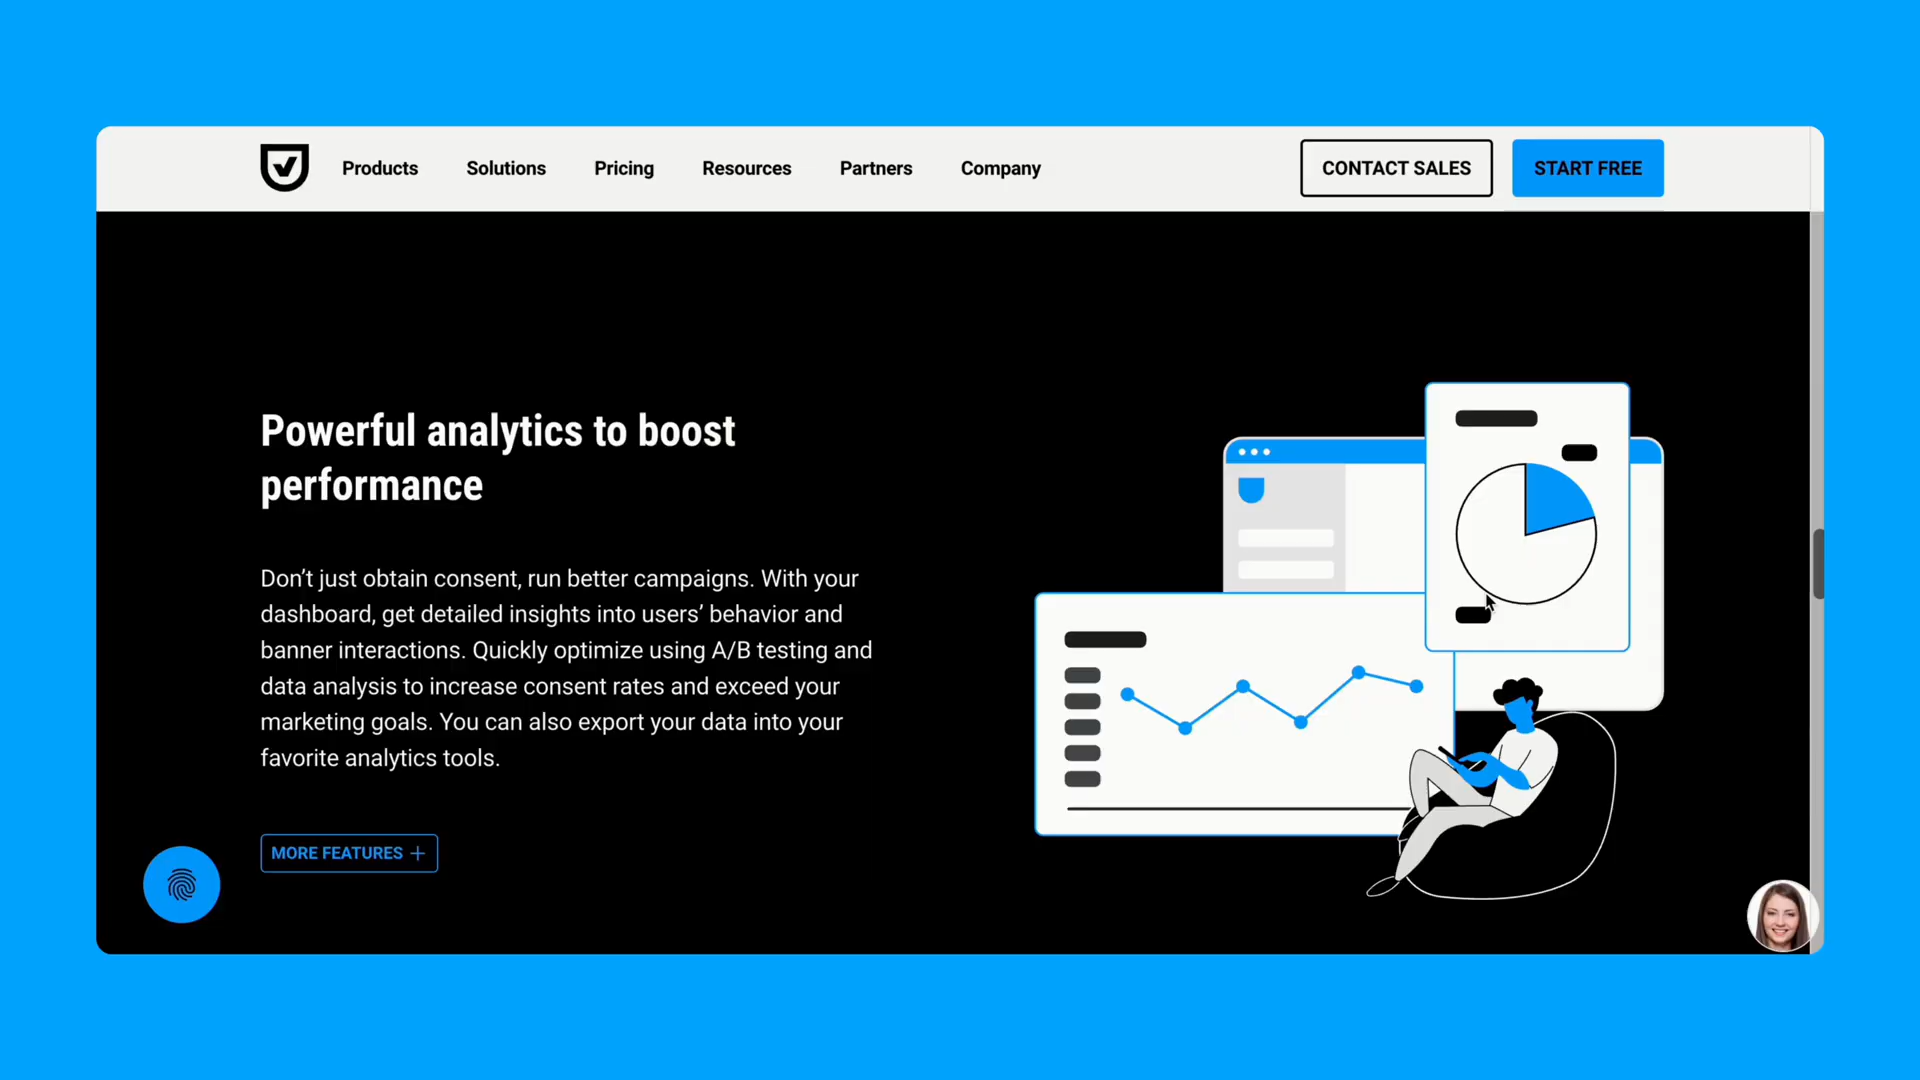 Products
Solutions
Pricing
Resources
Partners
Company
CONTACT SALES
START FREE
Powerful analytics to boost
performance
Don’t just obtain consent, run better campaigns. With your
dashboard, get detailed insights into users’ behavior and
banner interactions. Quickly optimize using A/B testing and
data analysis to increase consent rates and exceed your
marketing goals. You can also export your data into your
favorite analytics tools.
MORE FEATURES +